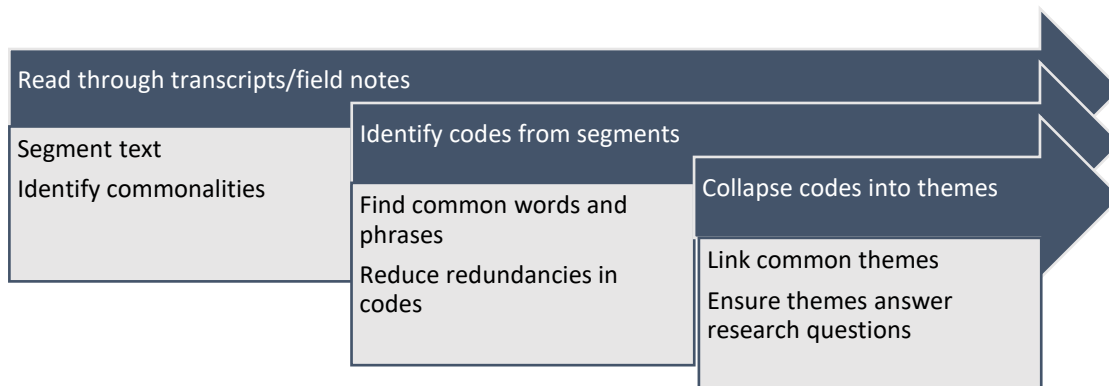 Read through transcripts/field notes
Segment text
Identify commonalities
Identify codes from segments
Find common words and
phrases
Reduce redundancies in
codes
Collapse codes into themes
Link common themes
Ensure themes answer
research questions